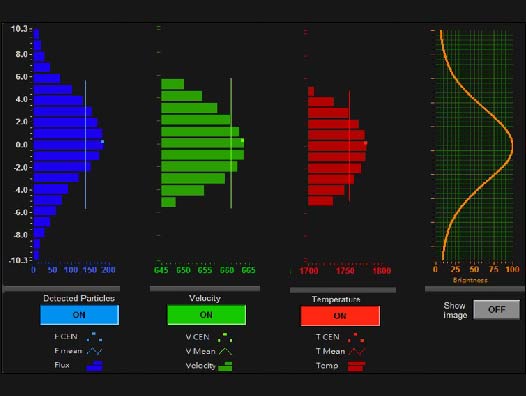 10.3
8.0
6.0
4.0
2.0
0.0
-2.0
-4.0
-6.0
-8.0
-10.3
0 50 100 150 200
645 650 655 660 665
1700 1750 1800
0 25 50 75 100
Brightness
Detected Particles
ON
Velocity
ON
Temperature
ON
Show
image
OFF
F CEN
F mean
Flux
V CEN
V Mean
Velocity
T CEN
T Mean
Temp